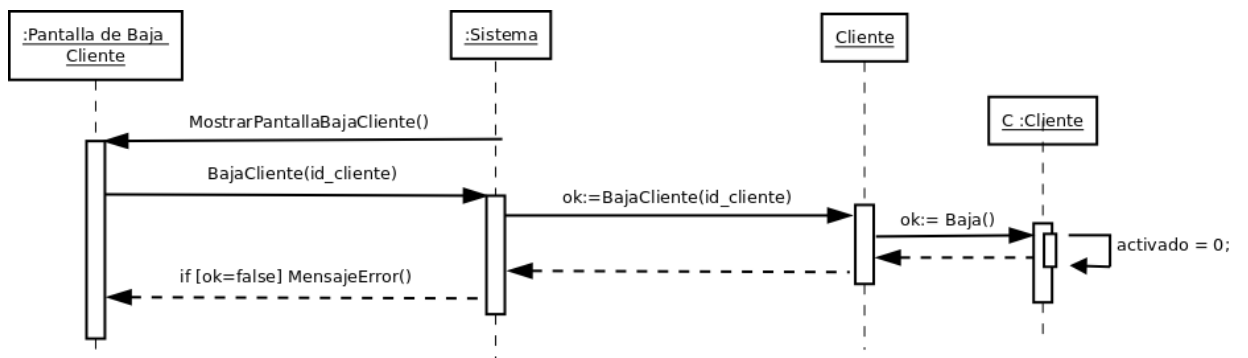 :Pantalla de Baja
Cliente
:Sistema
Cliente
C :Cliente
MostrarPantallaBajaCliente()
BajaCliente(id_cliente)
ok:=BajaCliente(id_cliente)
ok:= Baja()
activado = 0;
if [ok=false] MensajeError()